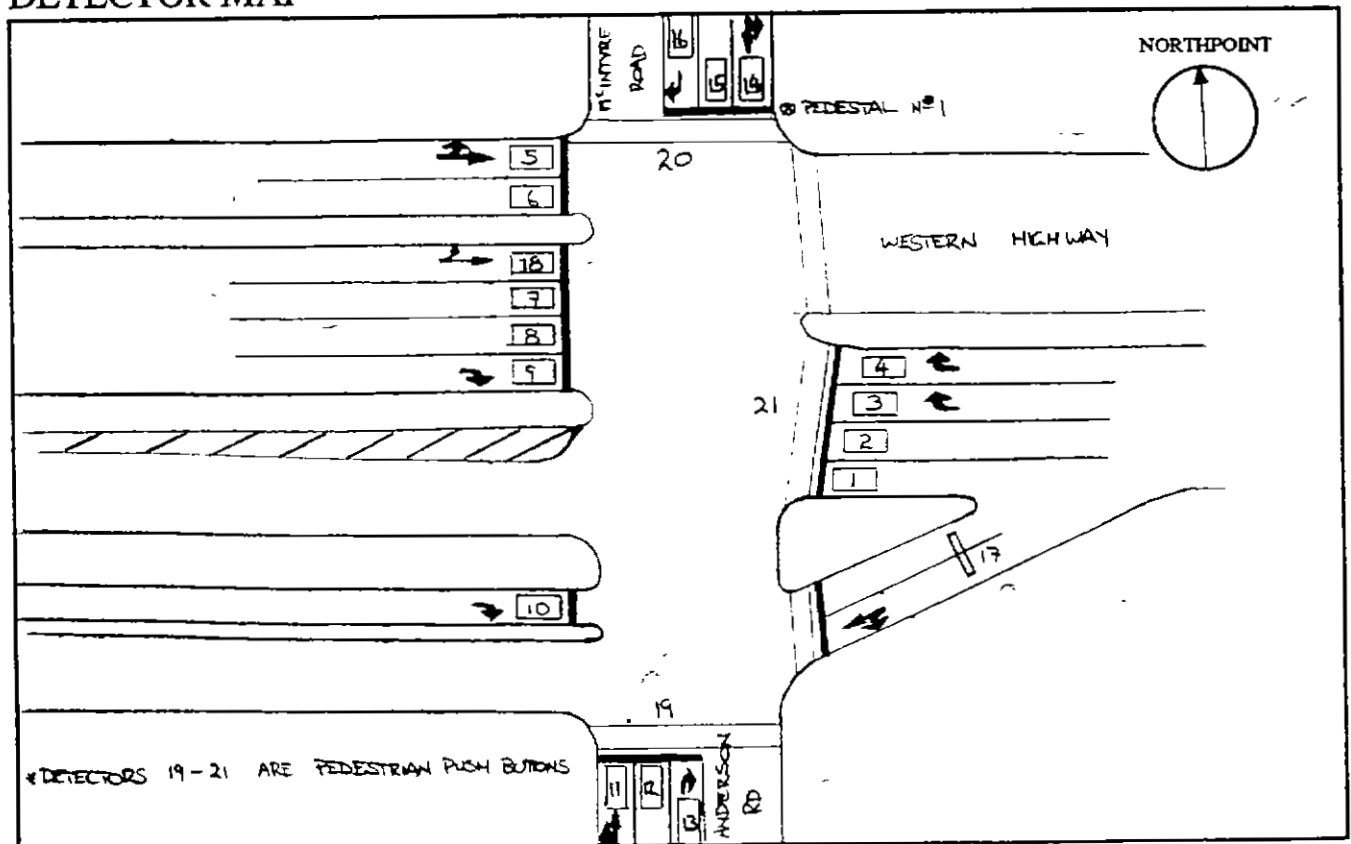 DETECTOR MAP
NORTHPOINT
McINTYRE
ROAD
16
15
14
⊗ PEDESTAL Nº 1
20
5
6
WESTERN HIGHWAY
18
7
8
9
4
3
21
2
1
17
10
19
* DETECTORS 19-21 ARE PEDESTRIAN PUSH BUTTONS
11
12
13
ANDERSON
RD